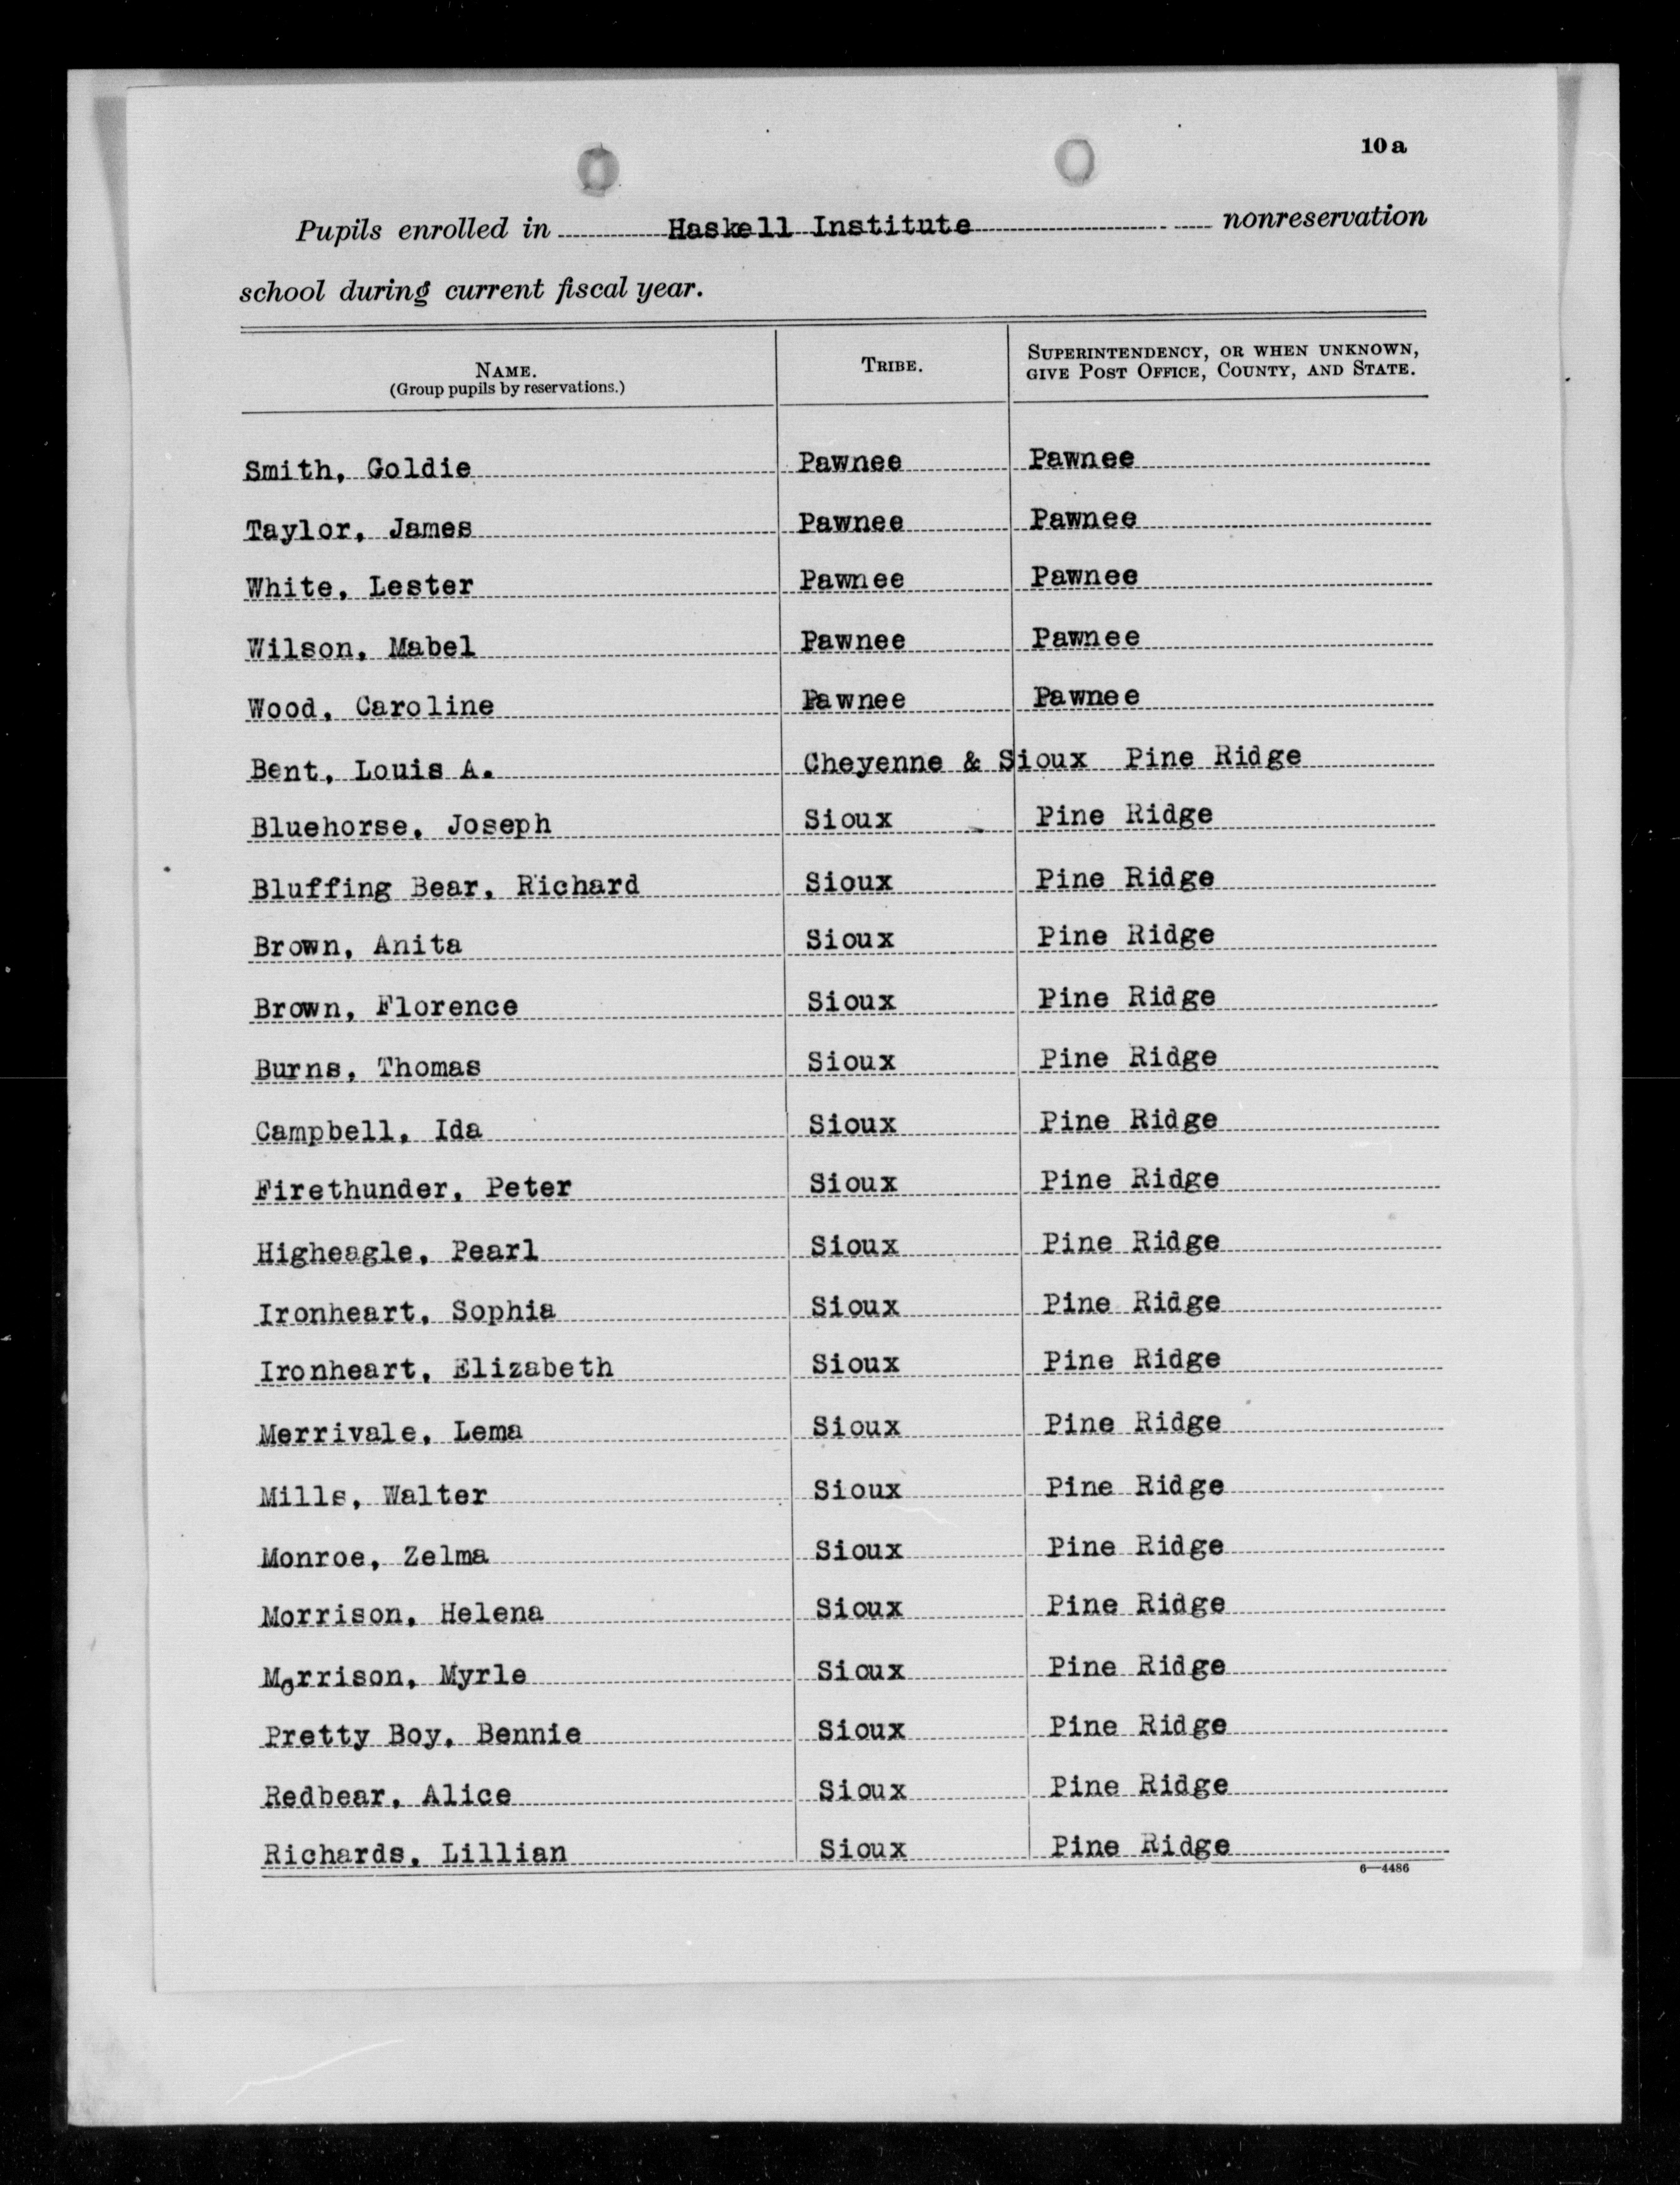 10a
Pupils enrolled in Haskell Institute nonreservation
school during current fiscal year.
NAME. TRIBE. SUPERINTENDENCY, OR WHEN UNKNOWN,
(Group pupils by reservations.) GIVE POST OFFICE, COUNTY, AND STATE.
Smith, Goldie Pawnee Pawnee
Taylor, James Pawnee Pawnee
White, Lester Pawnee Pawnee
Wilson, Mabel Pawnee Pawnee
Wood, Caroline Pawnee Pawnee
Bent, Louis A. Cheyenne & Sioux Pine Ridge
Bluehorse, Joseph Sioux Pine Ridge
Bluffing Bear, Richard Sioux Pine Ridge
Brown, Anita Sioux Pine Ridge
Brown, Florence Sioux Pine Ridge
Burns, Thomas Sioux Pine Ridge
Campbell, Ida Sioux Pine Ridge
Firethunder, Peter Sioux Pine Ridge
Higheagle, Pearl Sioux Pine Ridge
Ironheart, Sophia Sioux Pine Ridge
Ironheart, Elizabeth Sioux Pine Ridge
Merrivale, Lema Sioux Pine Ridge
Mills, Walter Sioux Pine Ridge
Monroe, Zelma Sioux Pine Ridge
Morrison, Helena Sioux Pine Ridge
Morrison, Myrle Sioux Pine Ridge
Pretty Boy, Bennie Sioux Pine Ridge
Redbear, Alice Sioux Pine Ridge
Richards, Lillian Sioux Pine Ridge
6—4486